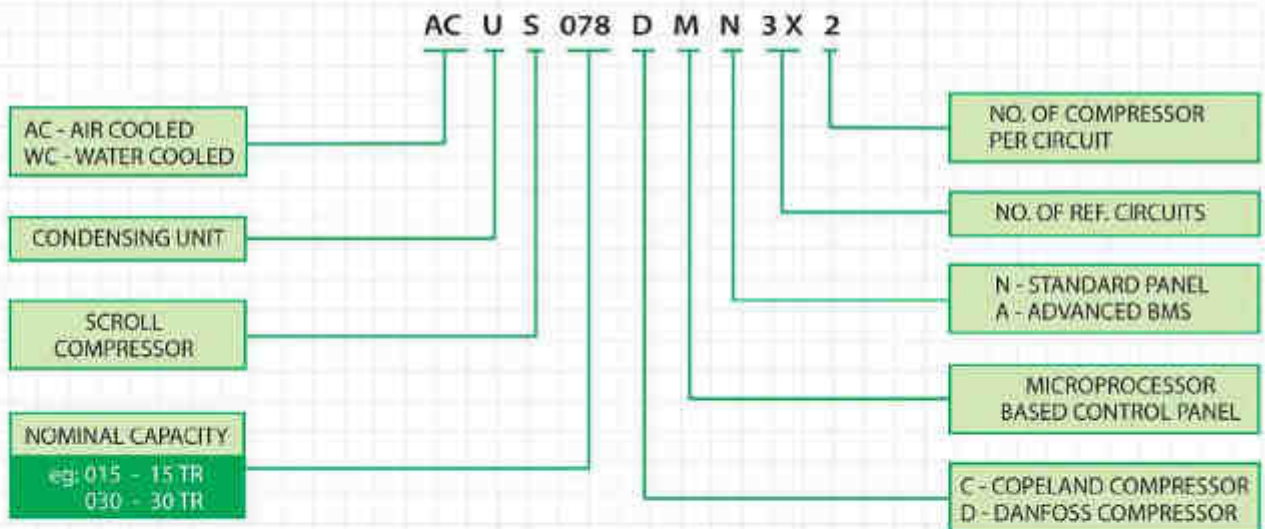 AC U S 078 D M N 3 X 2
AC - AIR COOLED
WC - WATER COOLED
CONDENSING UNIT
SCROLL
COMPRESSOR
NOMINAL CAPACITY
eg: 015 - 15 TR
030 - 30 TR
NO. OF COMPRESSOR
PER CIRCUIT
NO. OF REF. CIRCUITS
N - STANDARD PANEL
A - ADVANCED BMS
MICROPROCESSOR
BASED CONTROL PANEL
C - COPELAND COMPRESSOR
D - DANFOSS COMPRESSOR